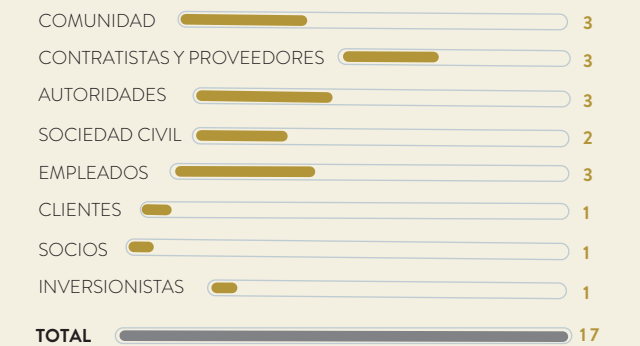 COMUNIDAD 3
CONTRATISTAS Y PROVEEDORES 3
AUTORIDADES 3
SOCIEDAD CIVIL 2
EMPLEADOS 3
CLIENTES 1
SOCIOS 1
INVERSIONISTAS 1
TOTAL 17